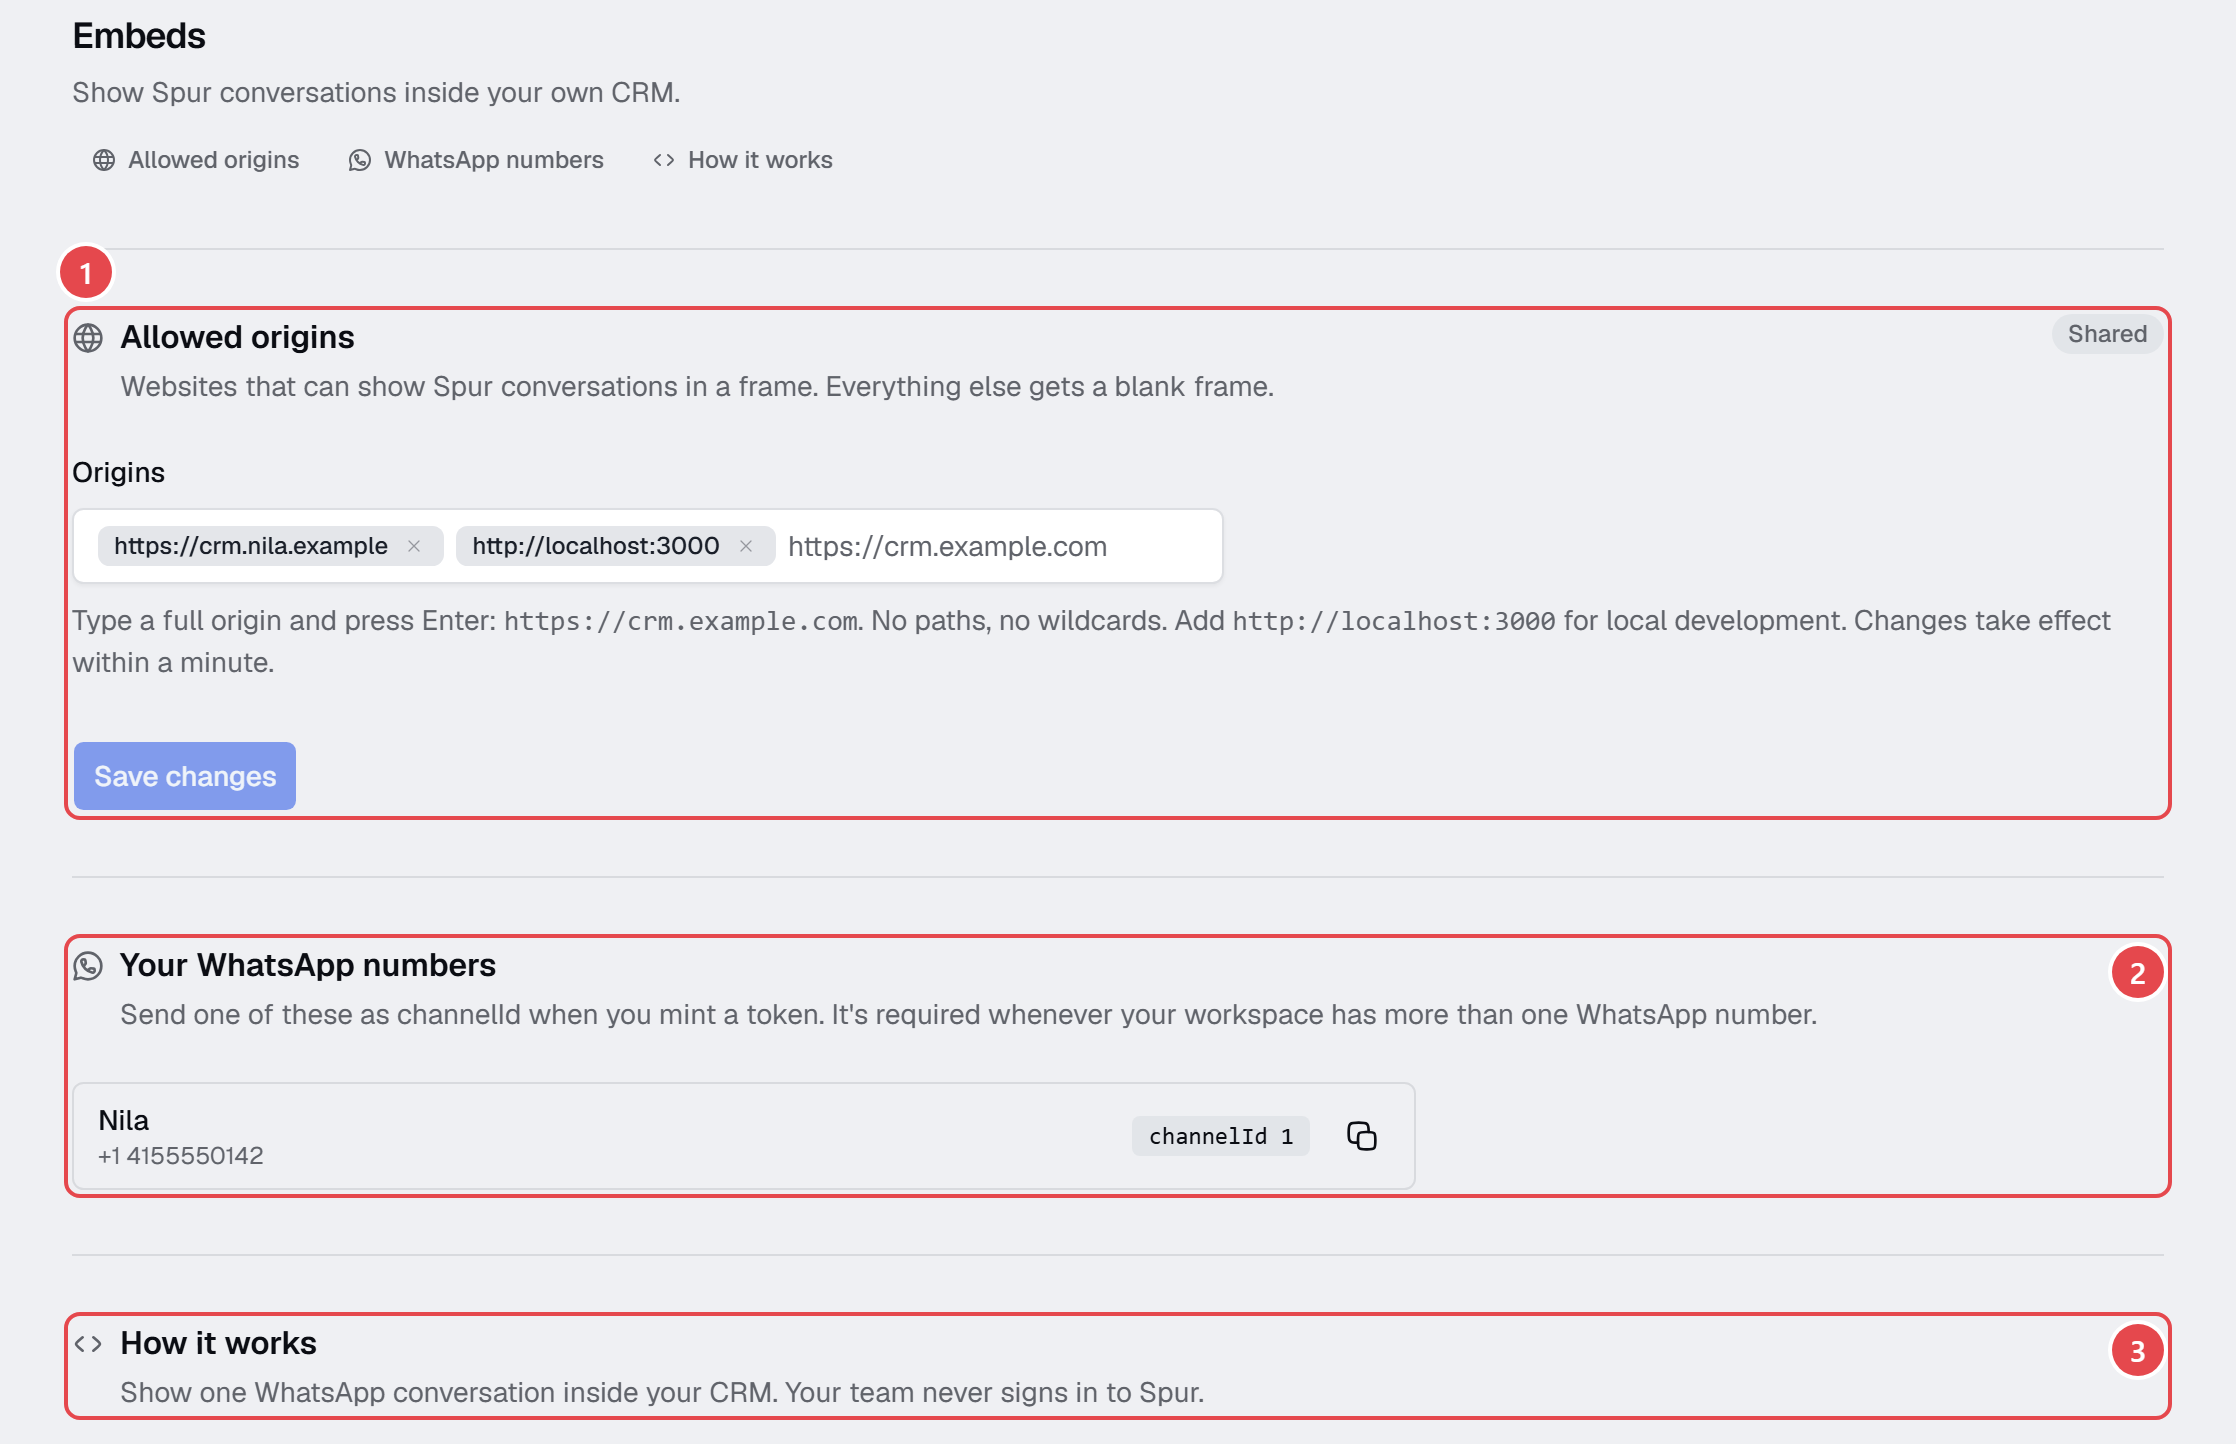 Embeds
Show Spur conversations inside your own CRM.
Allowed origins WhatsApp numbers <> How it works
1
Allowed origins Shared
Websites that can show Spur conversations in a frame. Everything else gets a blank frame.
Origins
https://crm.nila.example × http://localhost:3000 × https://crm.example.com
Type a full origin and press Enter: https://crm.example.com. No paths, no wildcards. Add http://localhost:3000 for local development. Changes take effect
within a minute.
Save changes
Your WhatsApp numbers 2
Send one of these as channelId when you mint a token. It's required whenever your workspace has more than one WhatsApp number.
Nila
+1 4155550142
channelId 1
<> How it works 3
Show one WhatsApp conversation inside your CRM. Your team never signs in to Spur.